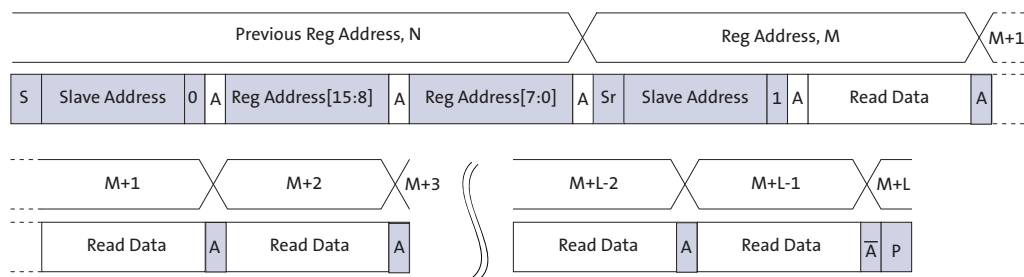 Previous Reg Address, N Reg Address, M M+1
S Slave Address 0 A Reg Address[15:8] A Reg Address[7:0] A Sr Slave Address 1 A Read Data A
M+1 M+2 M+3 M+L-2 M+L-1 M+L
Read Data A Read Data A Read Data A Read Data A̅ P